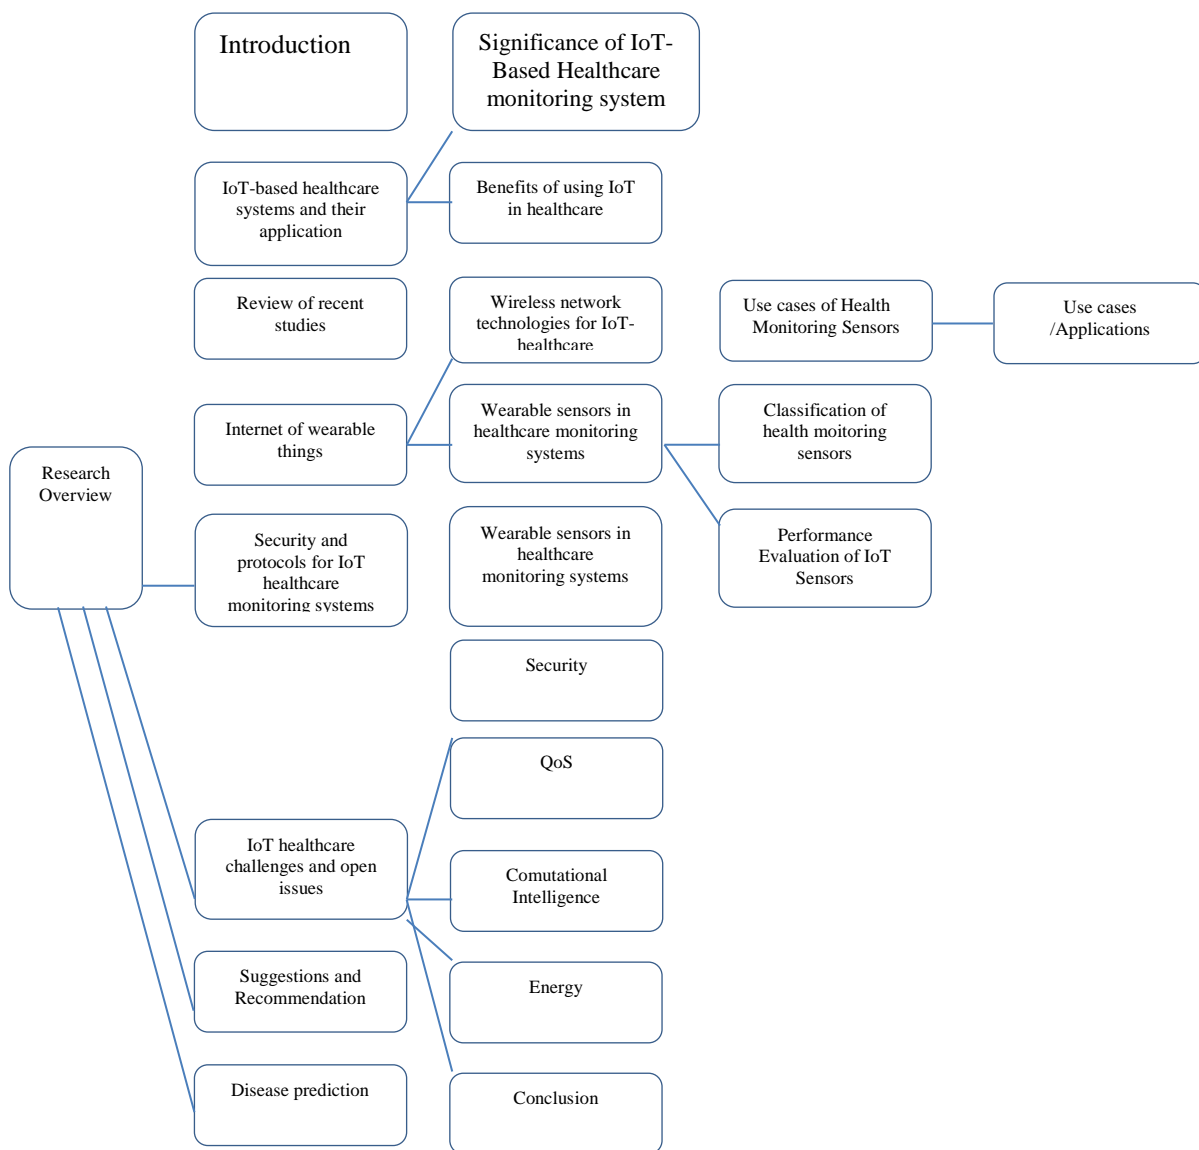 Introduction
Significance of IoT-
Based Healthcare
monitoring system
IoT-based healthcare
systems and their
application
Benefits of using IoT
in healthcare
Review of recent
studies
Wireless network
technologies for IoT-
healthcare
Use cases of Health
Monitoring Sensors
Use cases
/Applications
Internet of wearable
things
Wearable sensors in
healthcare monitoring
systems
Classification of
health moitoring
sensors
Research
Overview
Security and
protocols for IoT
healthcare
monitoring systems
Wearable sensors in
healthcare
monitoring systems
Performance
Evaluation of IoT
Sensors
Security
QoS
IoT healthcare
challenges and open
issues
Comutational
Intelligence
Suggestions and
Recommendation
Energy
Disease prediction
Conclusion